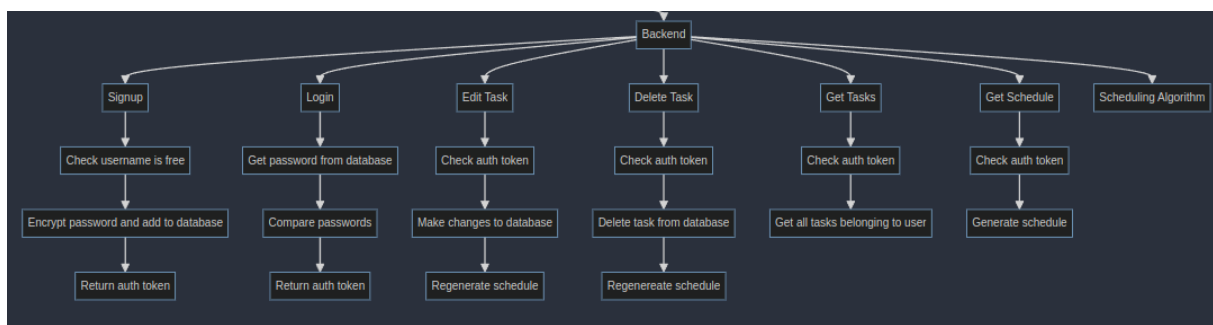 Backend
Signup
Login
Edit Task
Delete Task
Get Tasks
Get Schedule
Scheduling Algorithm
Check username is free
Get password from database
Check auth token
Check auth token
Check auth token
Check auth token
Encrypt password and add to database
Compare passwords
Make changes to database
Delete task from database
Get all tasks belonging to user
Generate schedule
Return auth token
Return auth token
Regenerate schedule
Regenereate schedule